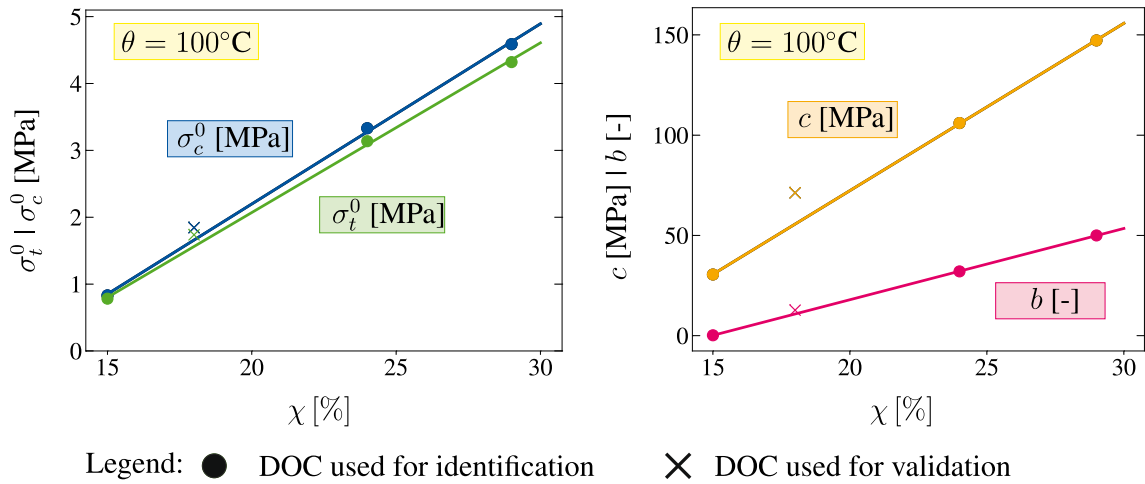 θ = 100°C
σ_c^0 [MPa]
σ_t^0 [MPa]
σ_t^0 | σ_c^0 [MPa]
0 1 2 3 4 5
15 20 25 30
χ [%]
θ = 100°C
c [MPa]
b [-]
c [MPa] | b [-]
0 50 100 150
15 20 25 30
χ [%]
Legend: ● DOC used for identification × DOC used for validation